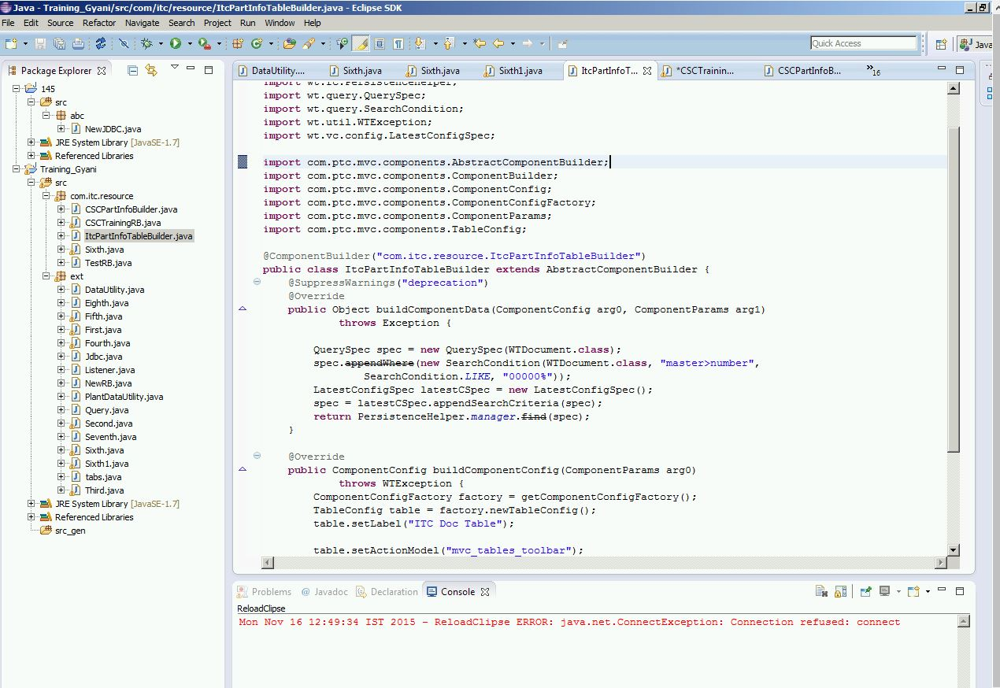 Java - Training_Gyani/src/com/itc/resource/ItcPartInfoTableBuilder.java - Eclipse SDK
File Edit Source Refactor Navigate Search Project Run Window Help
Quick Access
Java
Package Explorer
145
src
abc
NewJDBC.java
JRE System Library [JavaSE-1.7]
Referenced Libraries
Training_Gyani
src
com.itc.resource
CSCPartInfoBuilder.java
CSCTrainingRB.java
ItcPartInfoTableBuilder.java
Sixth.java
TestRB.java
ext
DataUtility.java
Eighth.java
Fifth.java
First.java
Fourth.java
Jdbc.java
Listener.java
NewRB.java
PlantDataUtility.java
Query.java
Second.java
Seventh.java
Sixth.java
Sixth1.java
tabs.java
Third.java
JRE System Library [JavaSE-1.7]
Referenced Libraries
src_gen
DataUtility.... Sixth.java Sixth.java Sixth1.java ItcPartInfoT... *CSCTrainin... CSCPartInfoB... »16
import wt.fc.PersistenceHelper;
import wt.query.QuerySpec;
import wt.query.SearchCondition;
import wt.util.WTException;
import wt.vc.config.LatestConfigSpec;
import com.ptc.mvc.components.AbstractComponentBuilder;
import com.ptc.mvc.components.ComponentBuilder;
import com.ptc.mvc.components.ComponentConfig;
import com.ptc.mvc.components.ComponentConfigFactory;
import com.ptc.mvc.components.ComponentParams;
import com.ptc.mvc.components.TableConfig;
@ComponentBuilder("com.itc.resource.ItcPartInfoTableBuilder")
public class ItcPartInfoTableBuilder extends AbstractComponentBuilder {
@SuppressWarnings("deprecation")
@Override
public Object buildComponentData(ComponentConfig arg0, ComponentParams arg1)
throws Exception {
QuerySpec spec = new QuerySpec(WTDocument.class);
spec.appendWhere(new SearchCondition(WTDocument.class, "master>number",
SearchCondition.LIKE, "00000%"));
LatestConfigSpec latestCSpec = new LatestConfigSpec();
spec = latestCSpec.appendSearchCriteria(spec);
return PersistenceHelper.manager.find(spec);
}
@Override
public ComponentConfig buildComponentConfig(ComponentParams arg0)
throws WTException {
ComponentConfigFactory factory = getComponentConfigFactory();
TableConfig table = factory.newTableConfig();
table.setLabel("ITC Doc Table");
table.setActionModel("mvc_tables_toolbar");
Problems @ Javadoc Declaration Console
ReloadClipse
Mon Nov 16 12:49:34 IST 2015 - ReloadClipse ERROR: java.net.ConnectException: Connection refused: connect